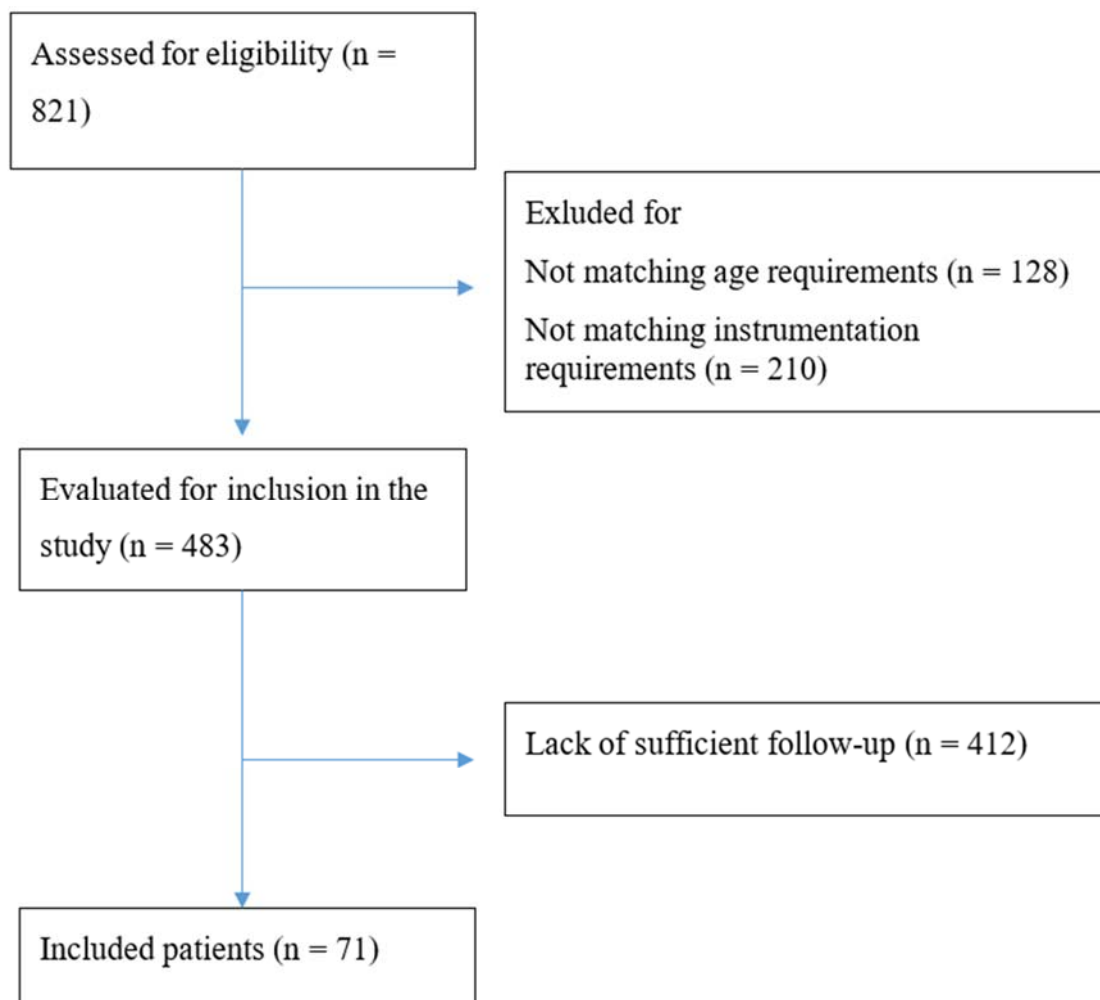 Assessed for eligibility (n =
821)
Exluded for
Not matching age requirements (n = 128)
Not matching instrumentation
requirements (n = 210)
Evaluated for inclusion in the
study (n = 483)
Lack of sufficient follow-up (n = 412)
Included patients (n = 71)